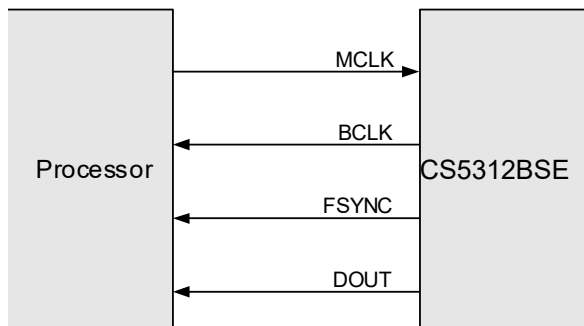 MCLK
BCLK
Processor
CS5312BSE
FSYNC
DOUT